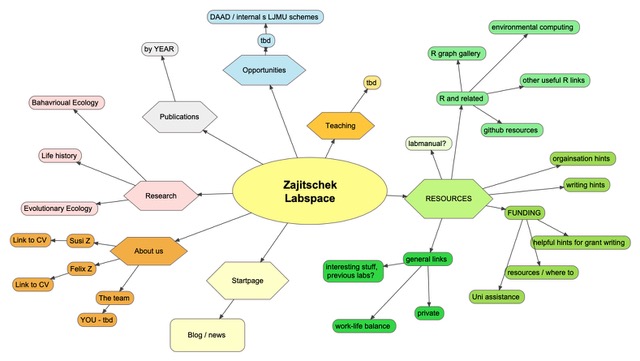 DAAD / internal s LJMU schemes
tbd
Opportunities
by YEAR
Publications
tbd
Teaching
environmental computing
R graph gallery
other useful R links
R and related
github resources
Bahavrioual Ecology
Life history
Research
Evolutionary Ecology
Zajitschek
Labspace
labmanual?
orgainsation hints
writing hints
RESOURCES
FUNDING
helpful hints for grant writing
resources / where to
Uni assistance
general links
interesting stuff,
previous labs?
private
work-life balance
Link to CV
Susi Z
About us
Felix Z
Link to CV
The team
YOU - tbd
Startpage
Blog / news